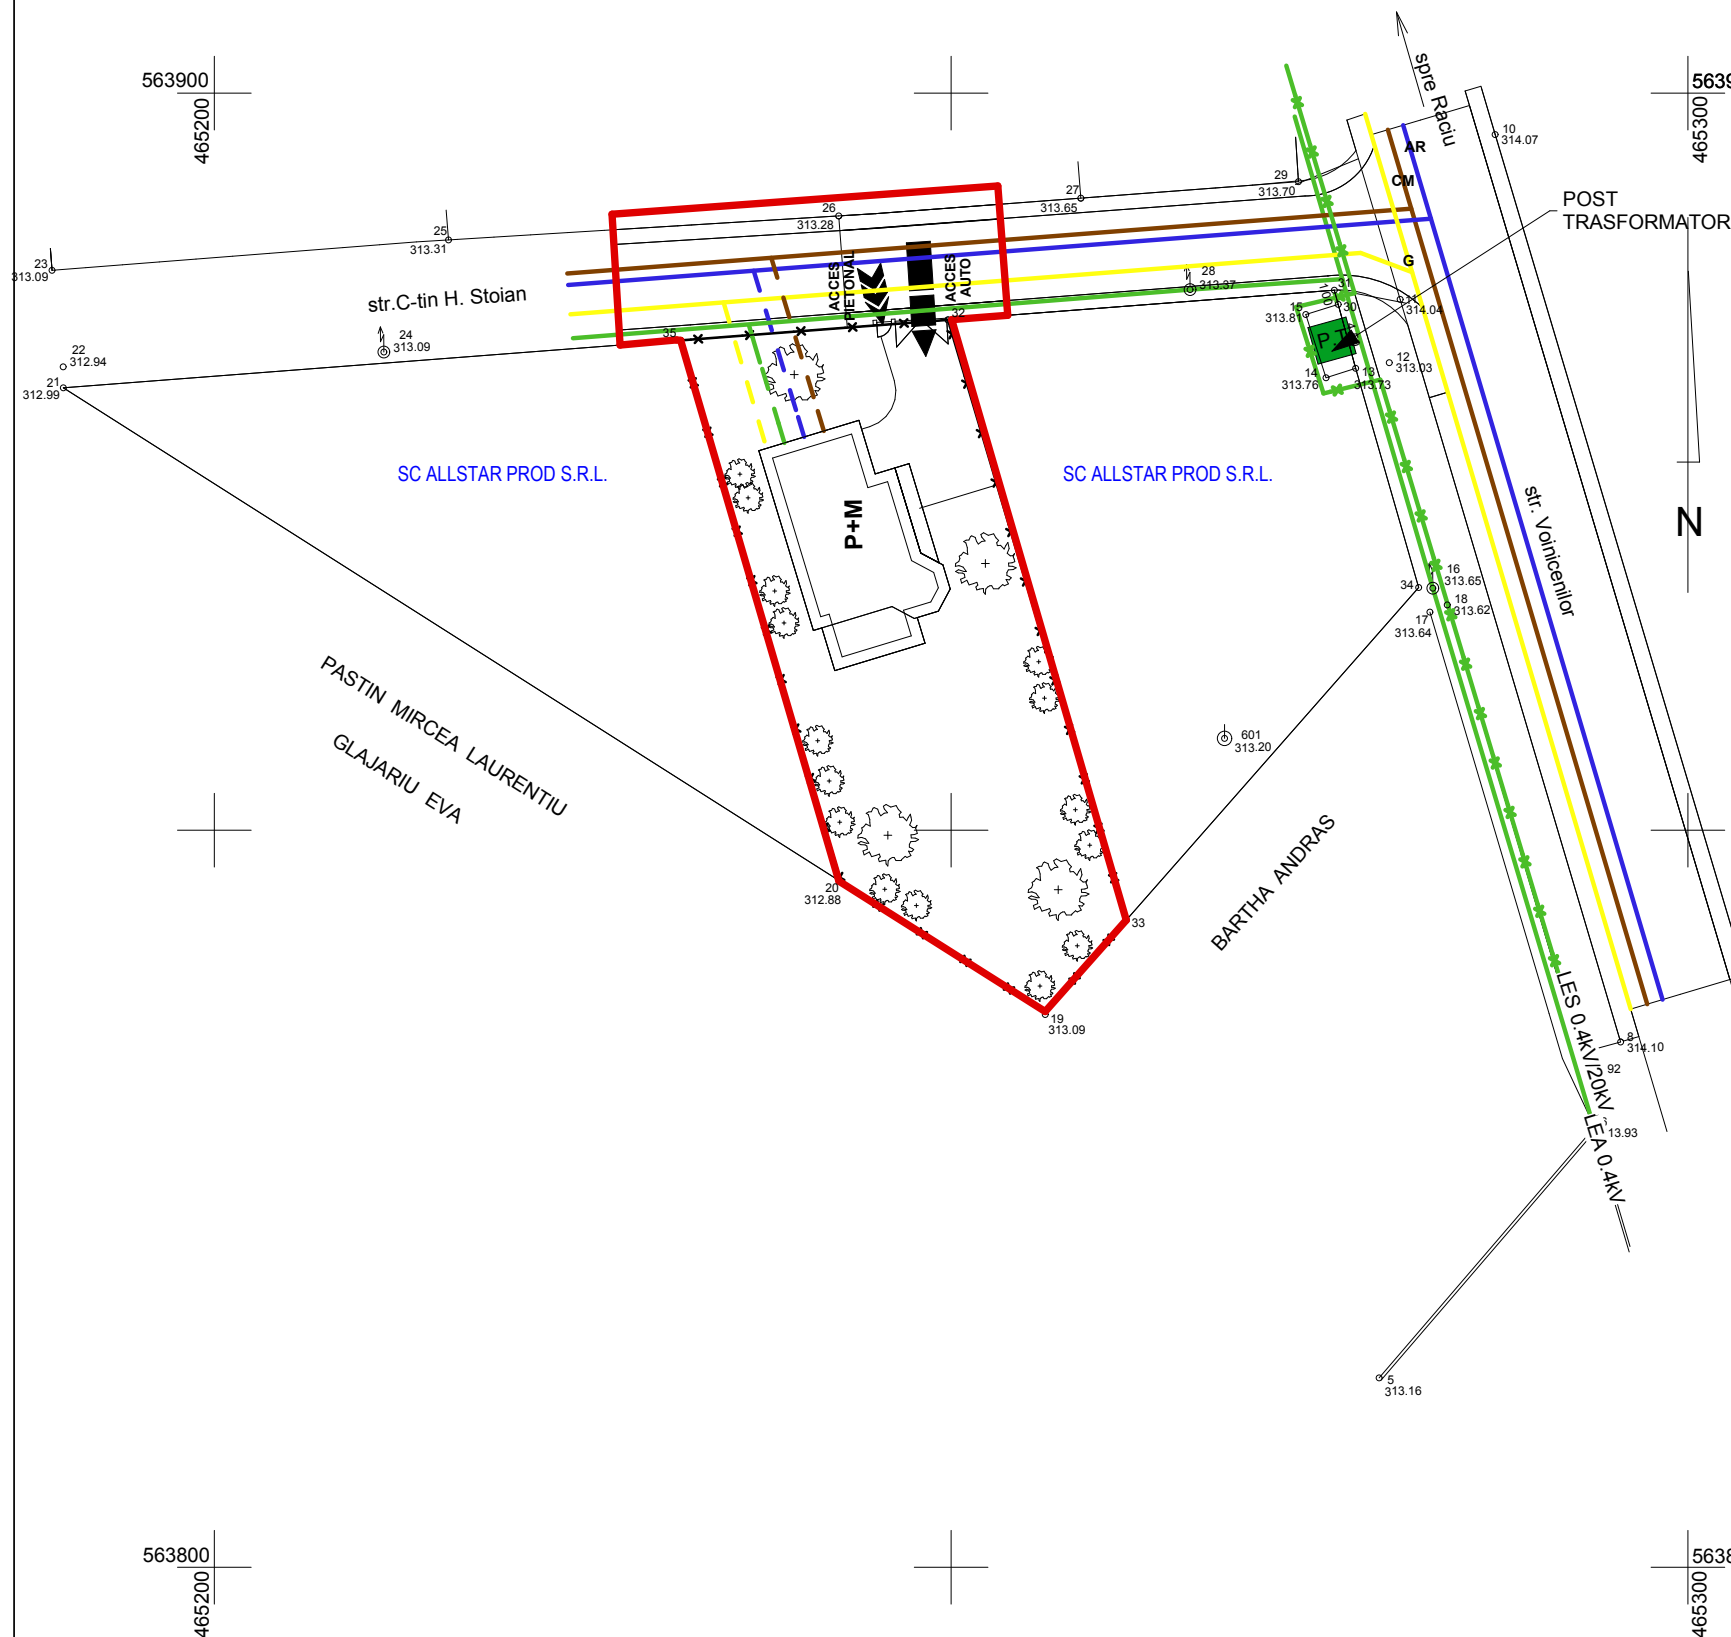 563900
465200
5639
465300
spre Raciu
10
314.07
AR
CM
POST
TRASFORMATOR
29
313.70
27
313.65
26
313.28
25
313.31
23
313.09
str.C-tin H. Stoian
ACCES
PIETONAL
ACCES
AUTO
G
28
313.37
31
100
30
11
314.04
15
313.81
P.T
32
35
24
313.09
22
312.94
21
312.99
12
313.03
13
313.73
14
313.76
SC ALLSTAR PROD S.R.L.
SC ALLSTAR PROD S.R.L.
P+M
str. Voinicenilor
N
16
313.65
34
18
313.62
17
313.64
PASTIN MIRCEA LAURENTIU
GLAJARIU EVA
601
313.20
BARTHA ANDRAS
20
312.88
33
19
313.09
LES 0.4kV/20kV
8
314.10
92
13.93
LEA 0.4kV
5
313.16
563800
465200
5638
465300